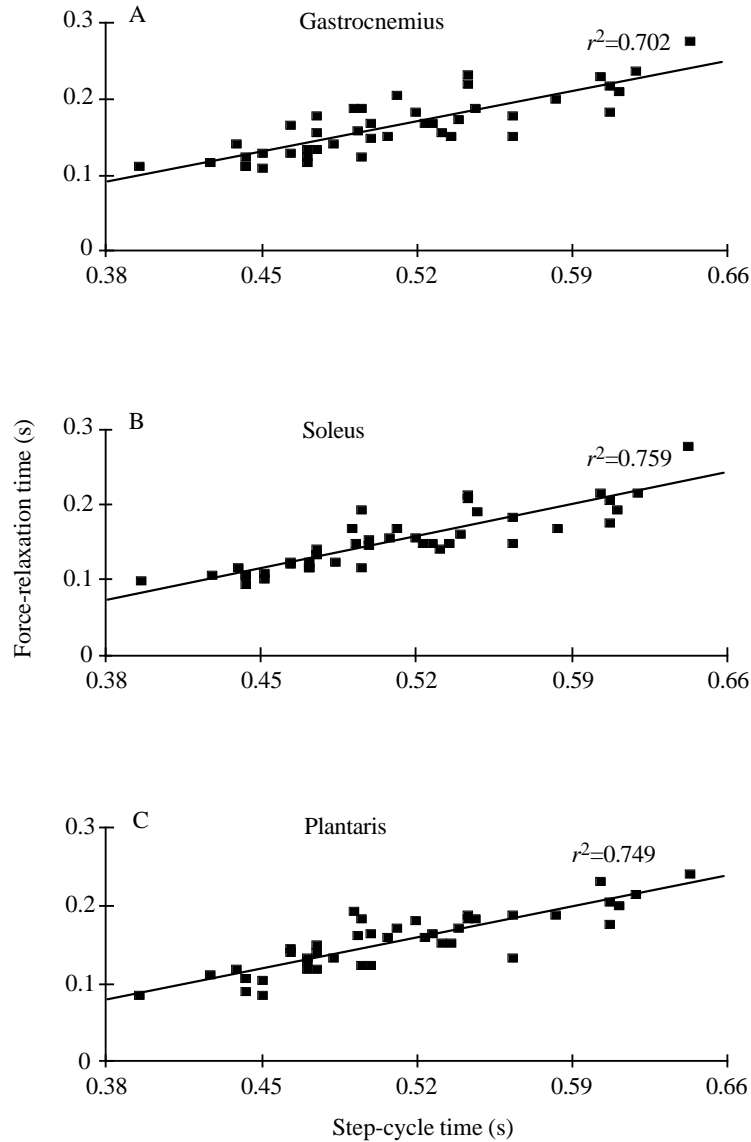 A
Gastrocnemius
r²=0.702
0.3
0.2
0.1
0
0.38 0.45 0.52 0.59 0.66
B
Soleus
r²=0.759
0.3
0.2
0.1
0
0.38 0.45 0.52 0.59 0.66
Force-relaxation time (s)
C
Plantaris
r²=0.749
0.3
0.2
0.1
0
0.38 0.45 0.52 0.59 0.66
Step-cycle time (s)